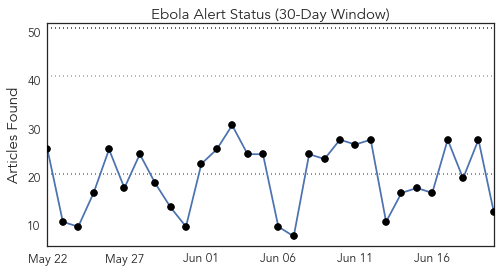 Ebola Alert Status (30-Day Window)
Articles Found
50
40
30
20
10
May 22
May 27
Jun 01
Jun 06
Jun 11
Jun 16